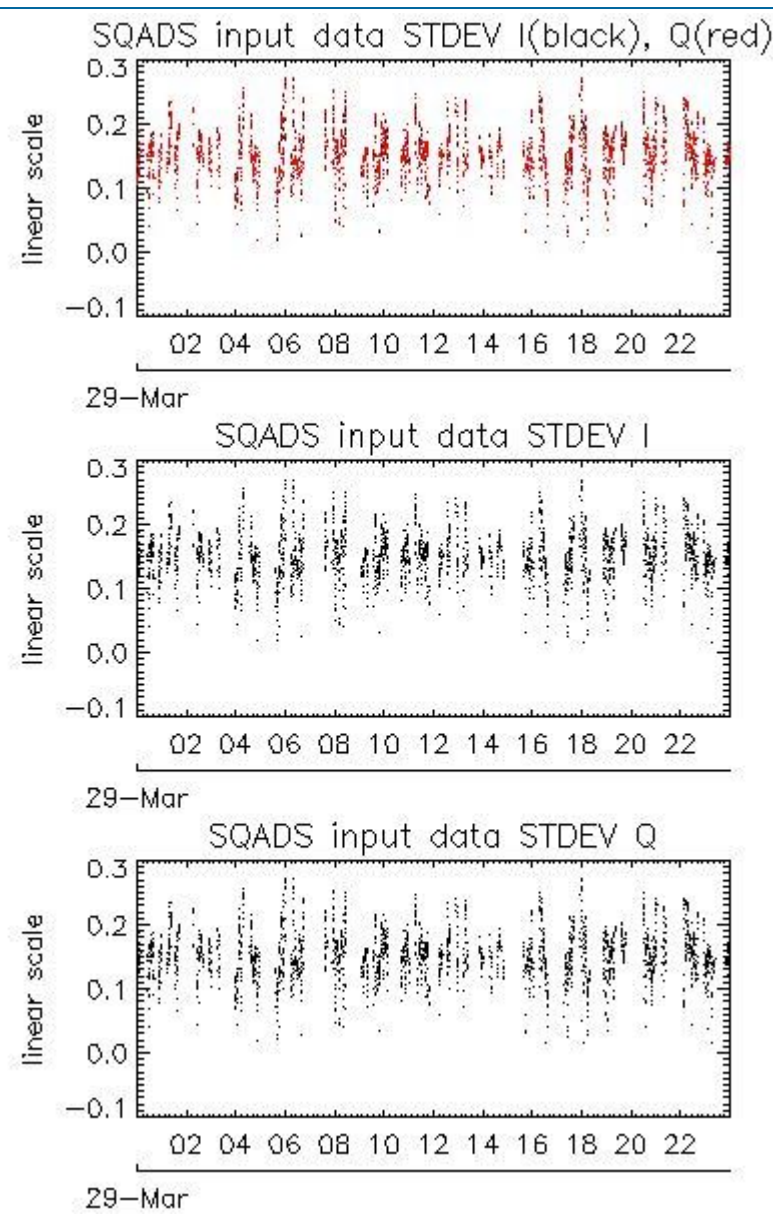 SQADS input data STDEV I(black), Q(red)
0.3
0.2
0.1
0.0
−0.1
linear scale
02 04 06 08 10 12 14 16 18 20 22
29−Mar
SQADS input data STDEV I
0.3
0.2
0.1
0.0
−0.1
linear scale
02 04 06 08 10 12 14 16 18 20 22
29−Mar
SQADS input data STDEV Q
0.3
0.2
0.1
0.0
−0.1
linear scale
02 04 06 08 10 12 14 16 18 20 22
29−Mar